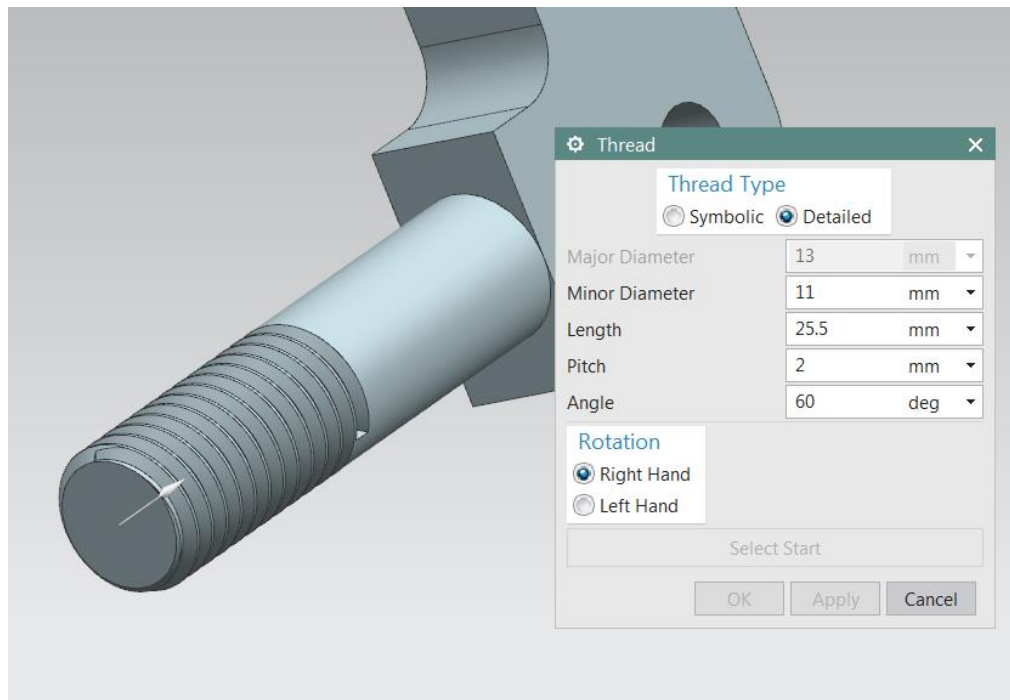 Thread
Thread Type
Symbolic Detailed
Major Diameter 13 mm
Minor Diameter 11 mm
Length 25.5 mm
Pitch 2 mm
Angle 60 deg
Rotation
Right Hand
Left Hand
Select Start
OK Apply Cancel